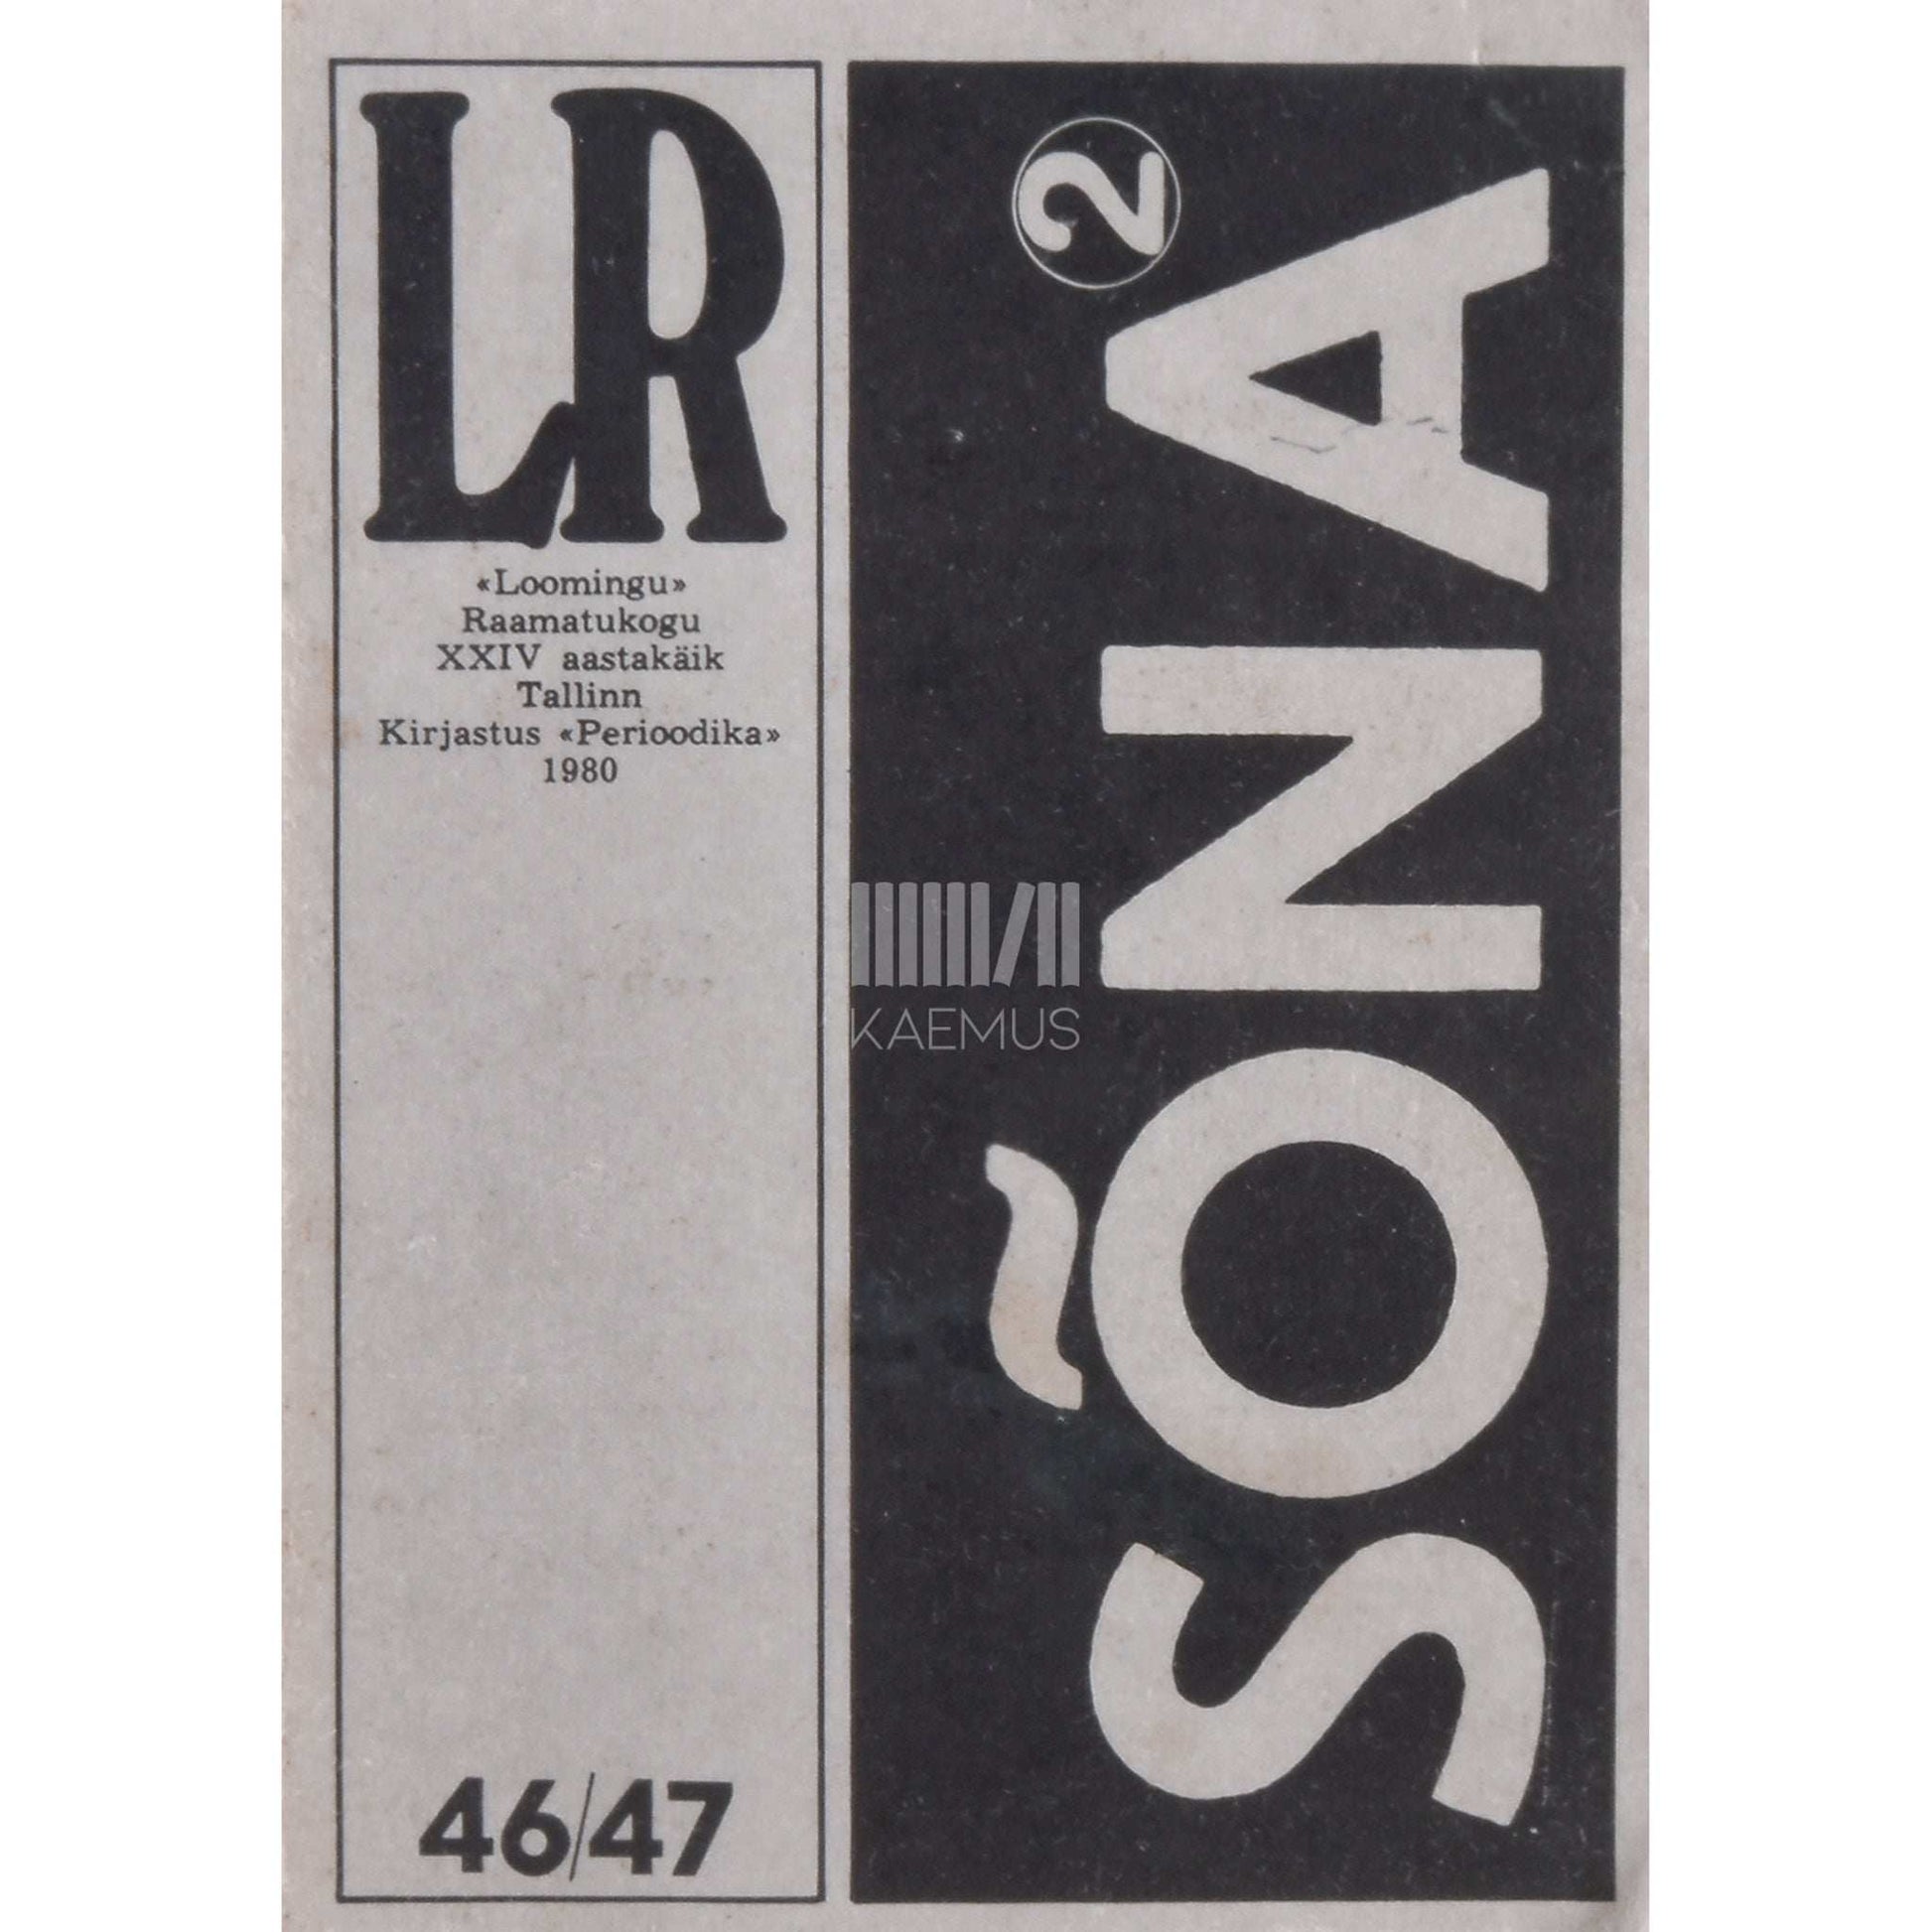 LR
«Loomingu»
Raamatukogu
XXIV aastakäik
Tallinn
Kirjastus «Perioodika»
1980
46/47
SÕNA²
KAEMUS